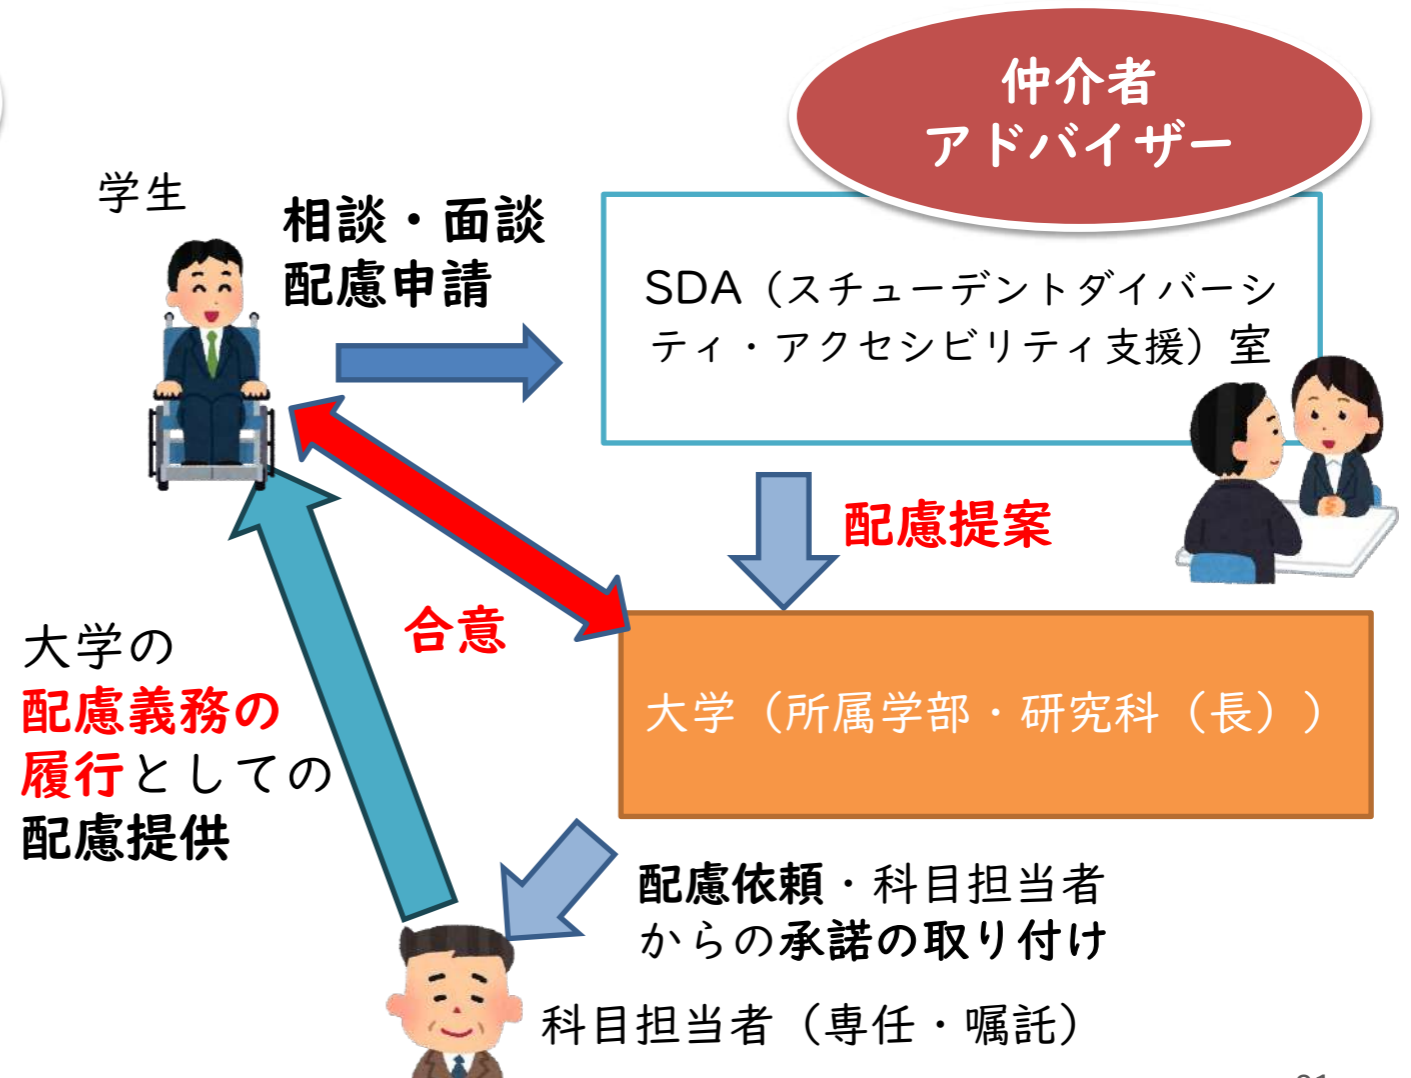 仲介者
アドバイザー
学生
相談・面談
配慮申請
SDA（スチューデントダイバーシ
ティ・アクセシビリティ支援）室
配慮提案
合意
大学（所属学部・研究科（長））
大学の
配慮義務の
履行としての
配慮提供
配慮依頼・科目担当者
からの承諾の取り付け
科目担当者（専任・嘱託）